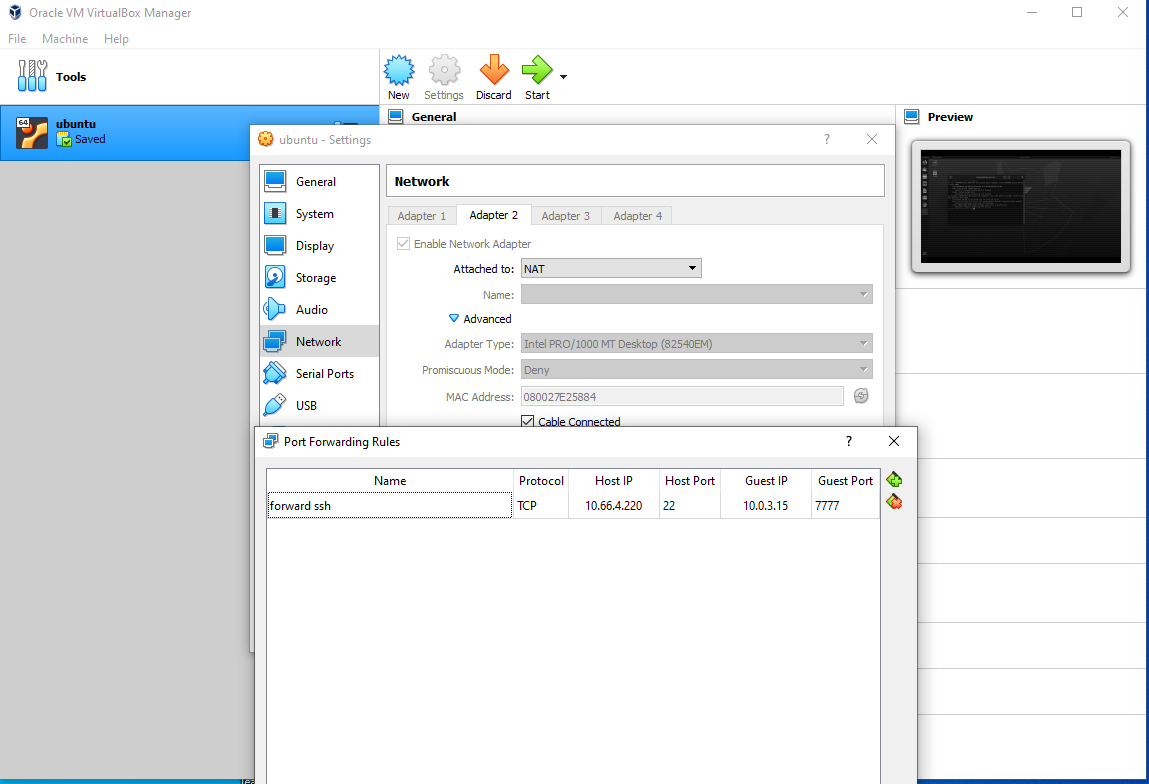 Oracle VM VirtualBox Manager
File Machine Help
Tools
New Settings Discard Start
64
ubuntu
Saved
General
Preview
ubuntu - Settings ?
General
System
Display
Storage
Audio
Network
Serial Ports
USB
Network
Adapter 1 Adapter 2 Adapter 3 Adapter 4
Enable Network Adapter
Attached to: NAT
Name:
Advanced
Adapter Type: Intel PRO/1000 MT Desktop (82540EM)
Promiscuous Mode: Deny
MAC Address: 080027E25884
Cable Connected
Port Forwarding Rules ?
Name Protocol Host IP Host Port Guest IP Guest Port
forward ssh TCP 10.66.4.220 22 10.0.3.15 7777